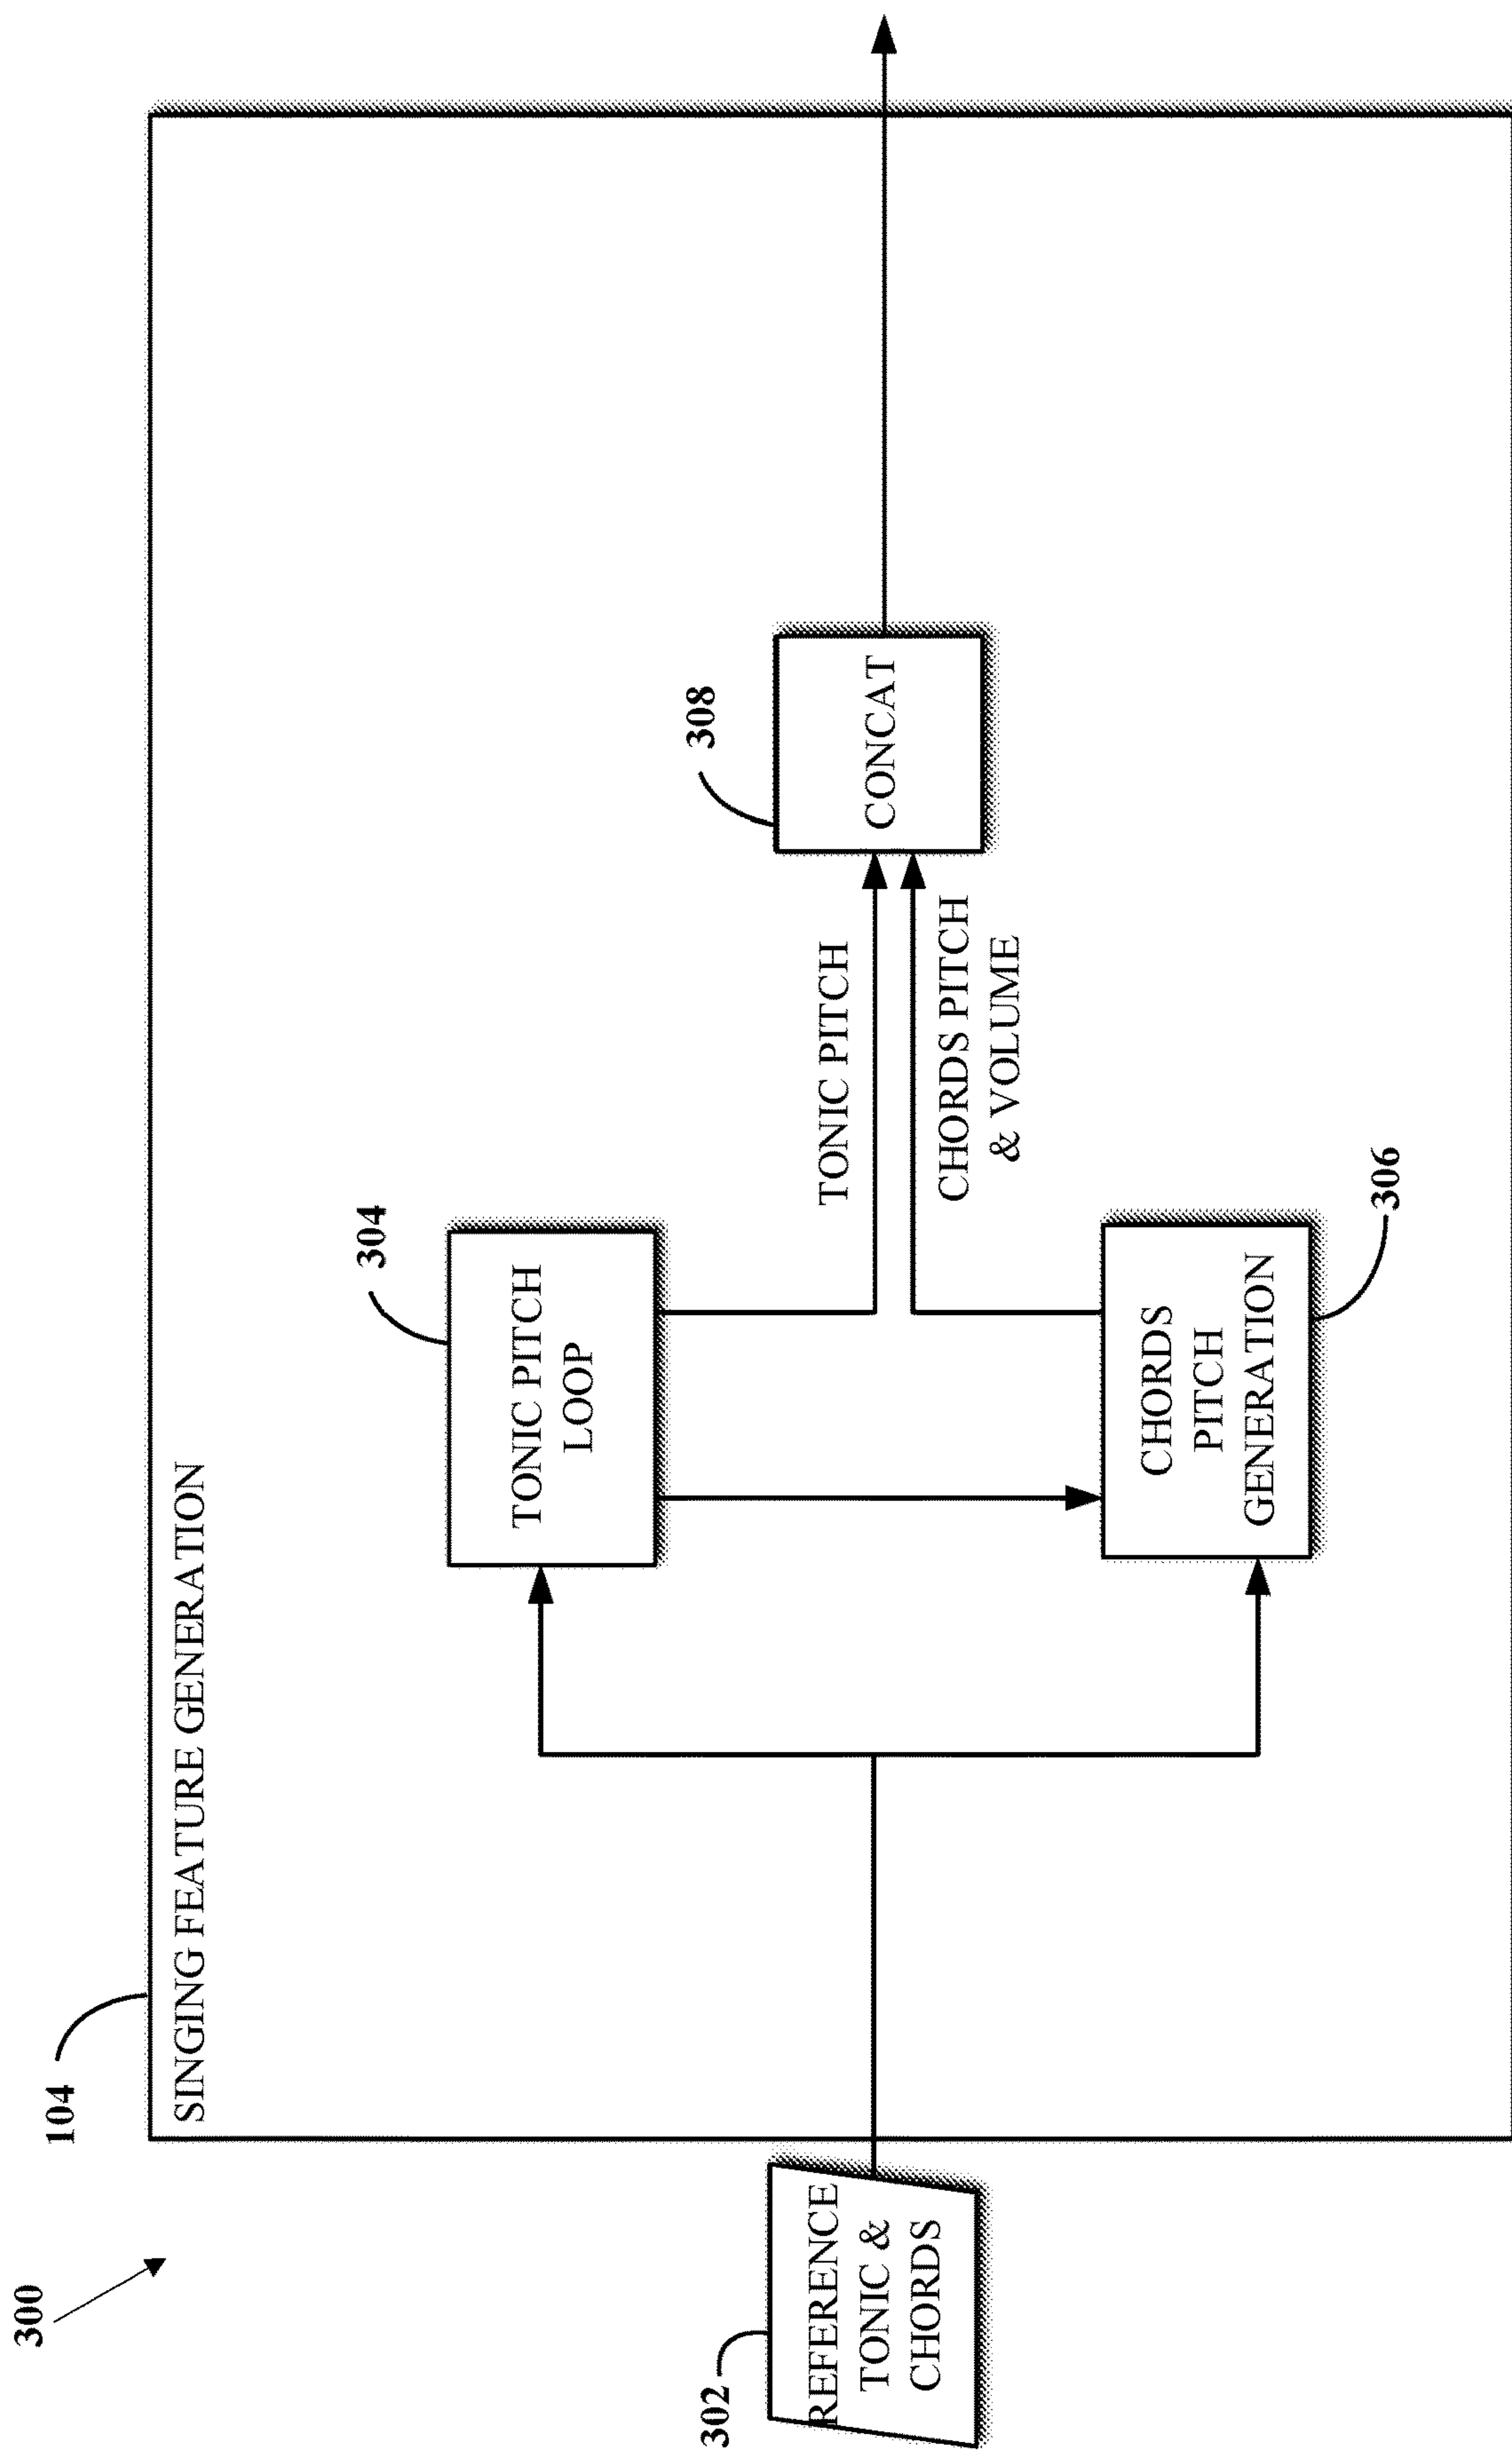 300
104
SINGING FEATURE GENERATION
302
REFERENCE
TONIC &
CHORDS
304
TONIC PITCH
LOOP
306
CHORDS
PITCH
GENERATION
TONIC PITCH
CHORDS PITCH
& VOLUME
308
CONCAT